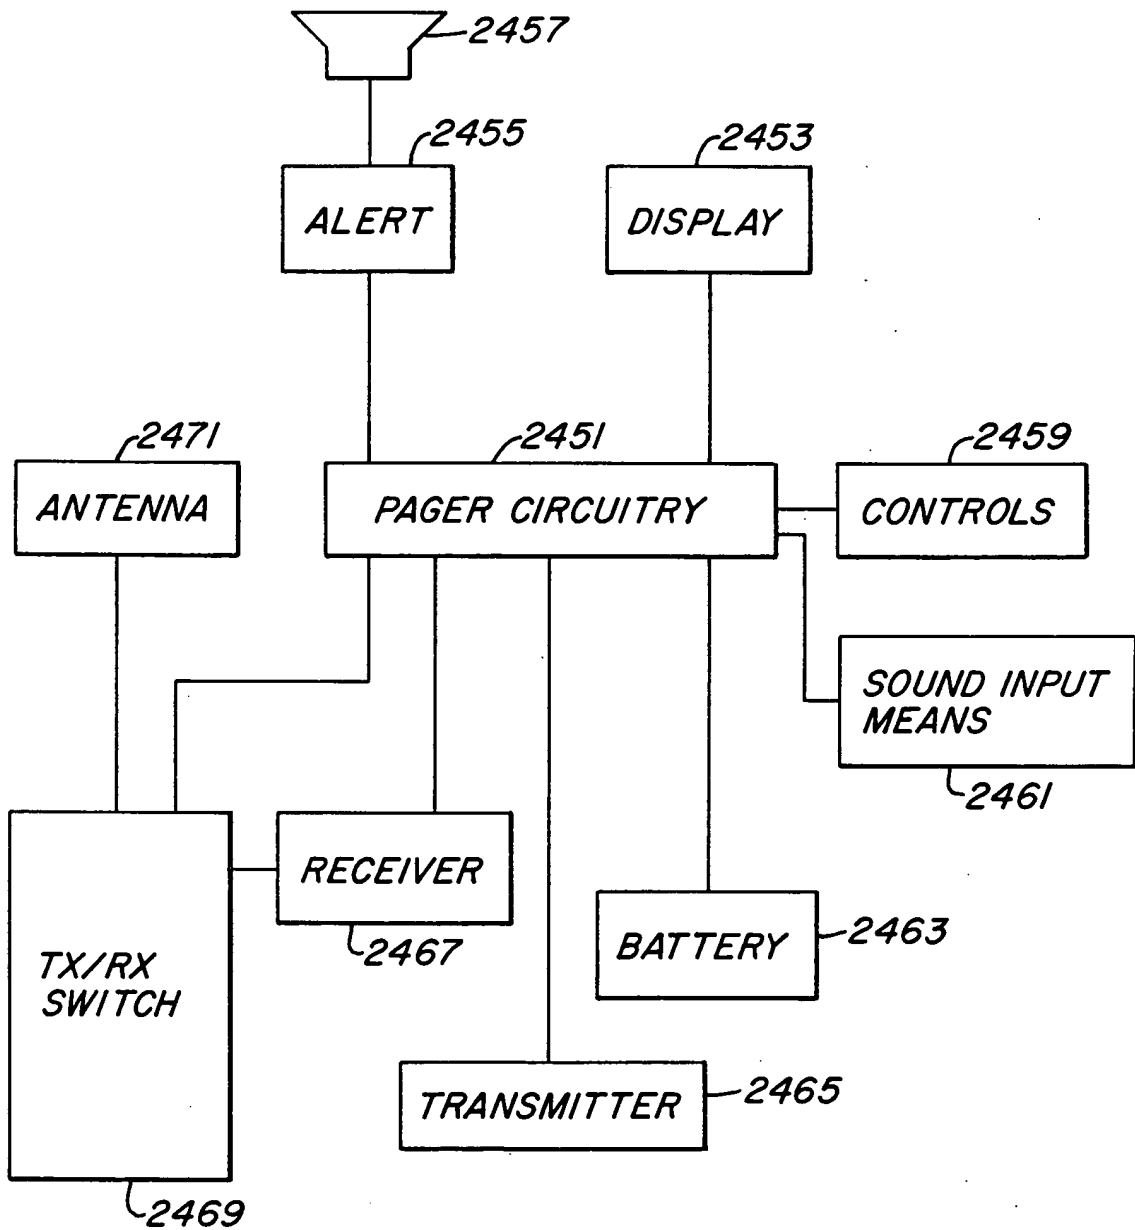 2457
2455
2453
ALERT
DISPLAY
2471
2451
2459
ANTENNA
PAGER CIRCUITRY
CONTROLS
SOUND INPUT
MEANS
2461
RECEIVER
2467
BATTERY
2463
TX/RX
SWITCH
TRANSMITTER
2465
2469